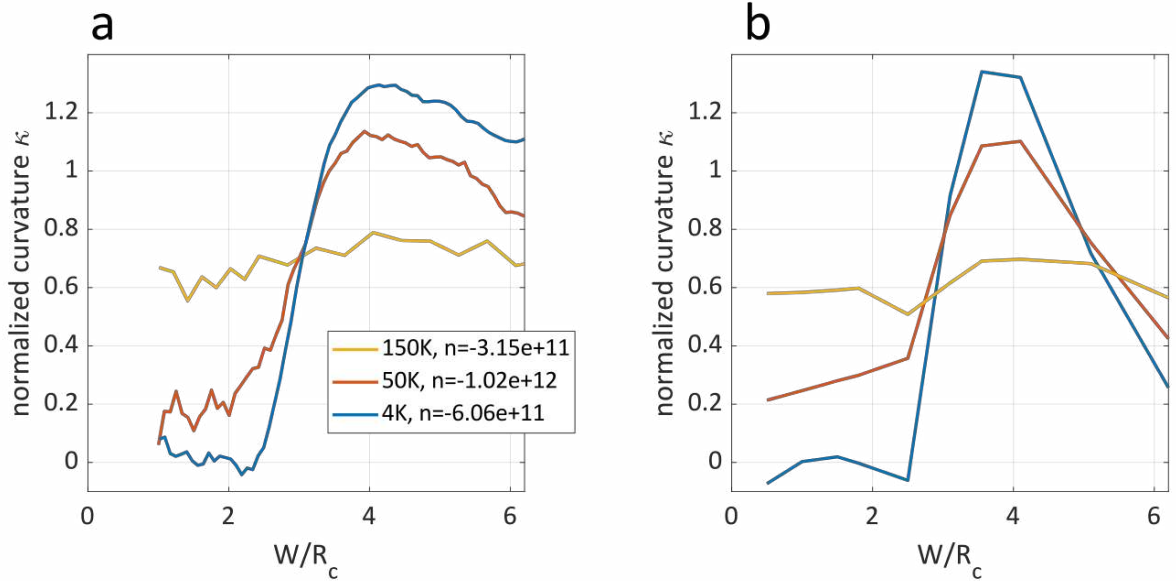 a
normalized curvature κ
1.2
1
0.8
0.6
0.4
0.2
0
0
2
4
6
W/Rc
150K, n=-3.15e+11
50K, n=-1.02e+12
4K, n=-6.06e+11
b
normalized curvature κ
1.2
1
0.8
0.6
0.4
0.2
0
0
2
4
6
W/Rc